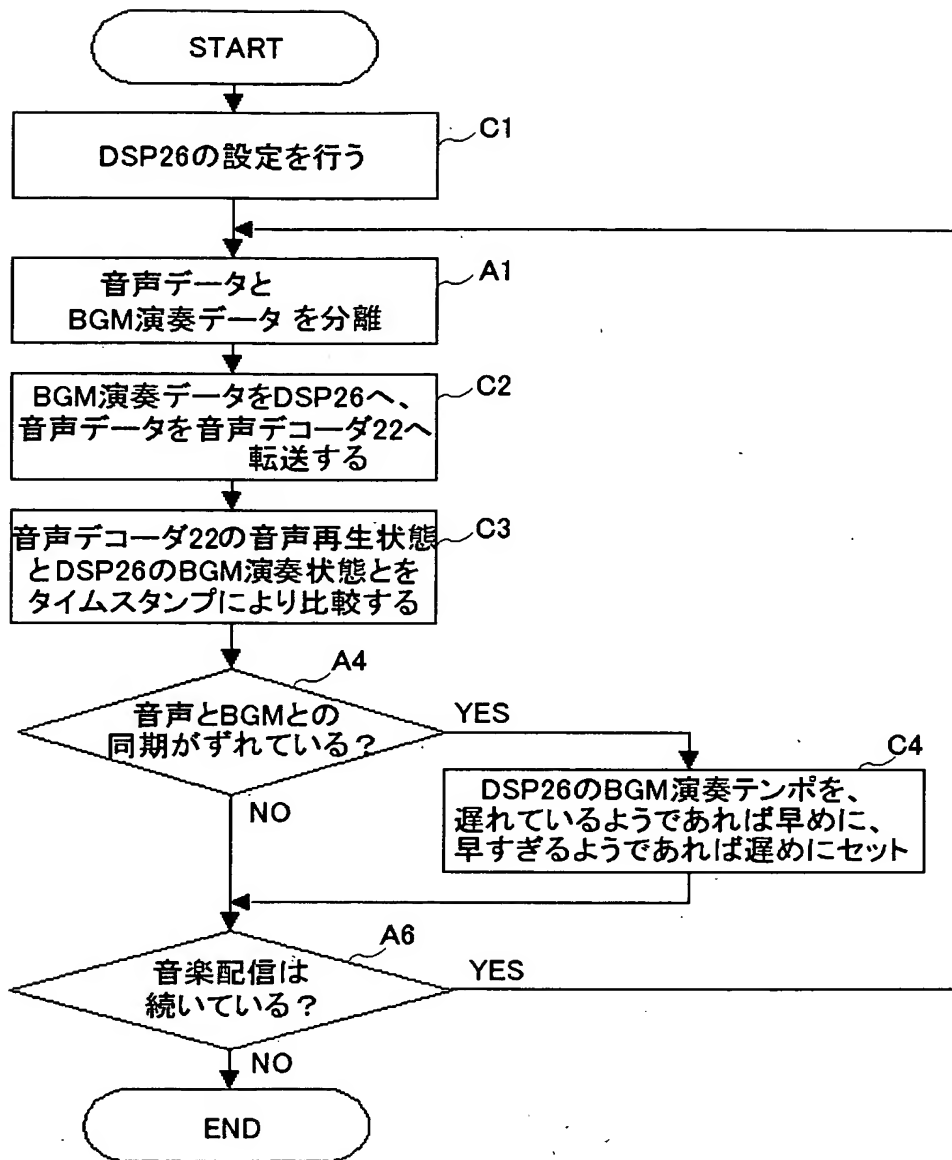 START
C1
DSP26の設定を行う
A1
音声データと
BGM演奏データ を分離
C2
BGM演奏データをDSP26へ、
音声データを音声デコーダ22へ
転送する
C3
音声デコーダ22の音声再生状態
とDSP26のBGM演奏状態とを
タイムスタンプにより比較する
A4
音声とBGMとの
同期がずれている？
YES
NO
C4
DSP26のBGM演奏テンポを、
遅れているようであれば早めに、
早すぎるようであれば遅めにセット
A6
音楽配信は
続いている？
YES
NO
END